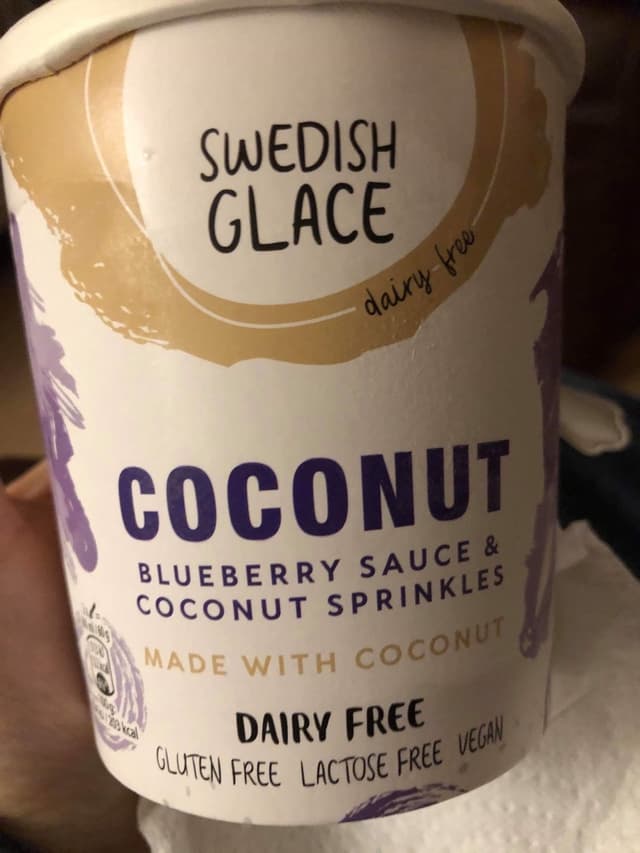 SWEDISH
GLACE
dairy free
COCONUT
BLUEBERRY SAUCE &
COCONUT SPRINKLES
MADE WITH COCONUT
DAIRY FREE
GLUTEN FREE LACTOSE FREE VEGAN
kcal